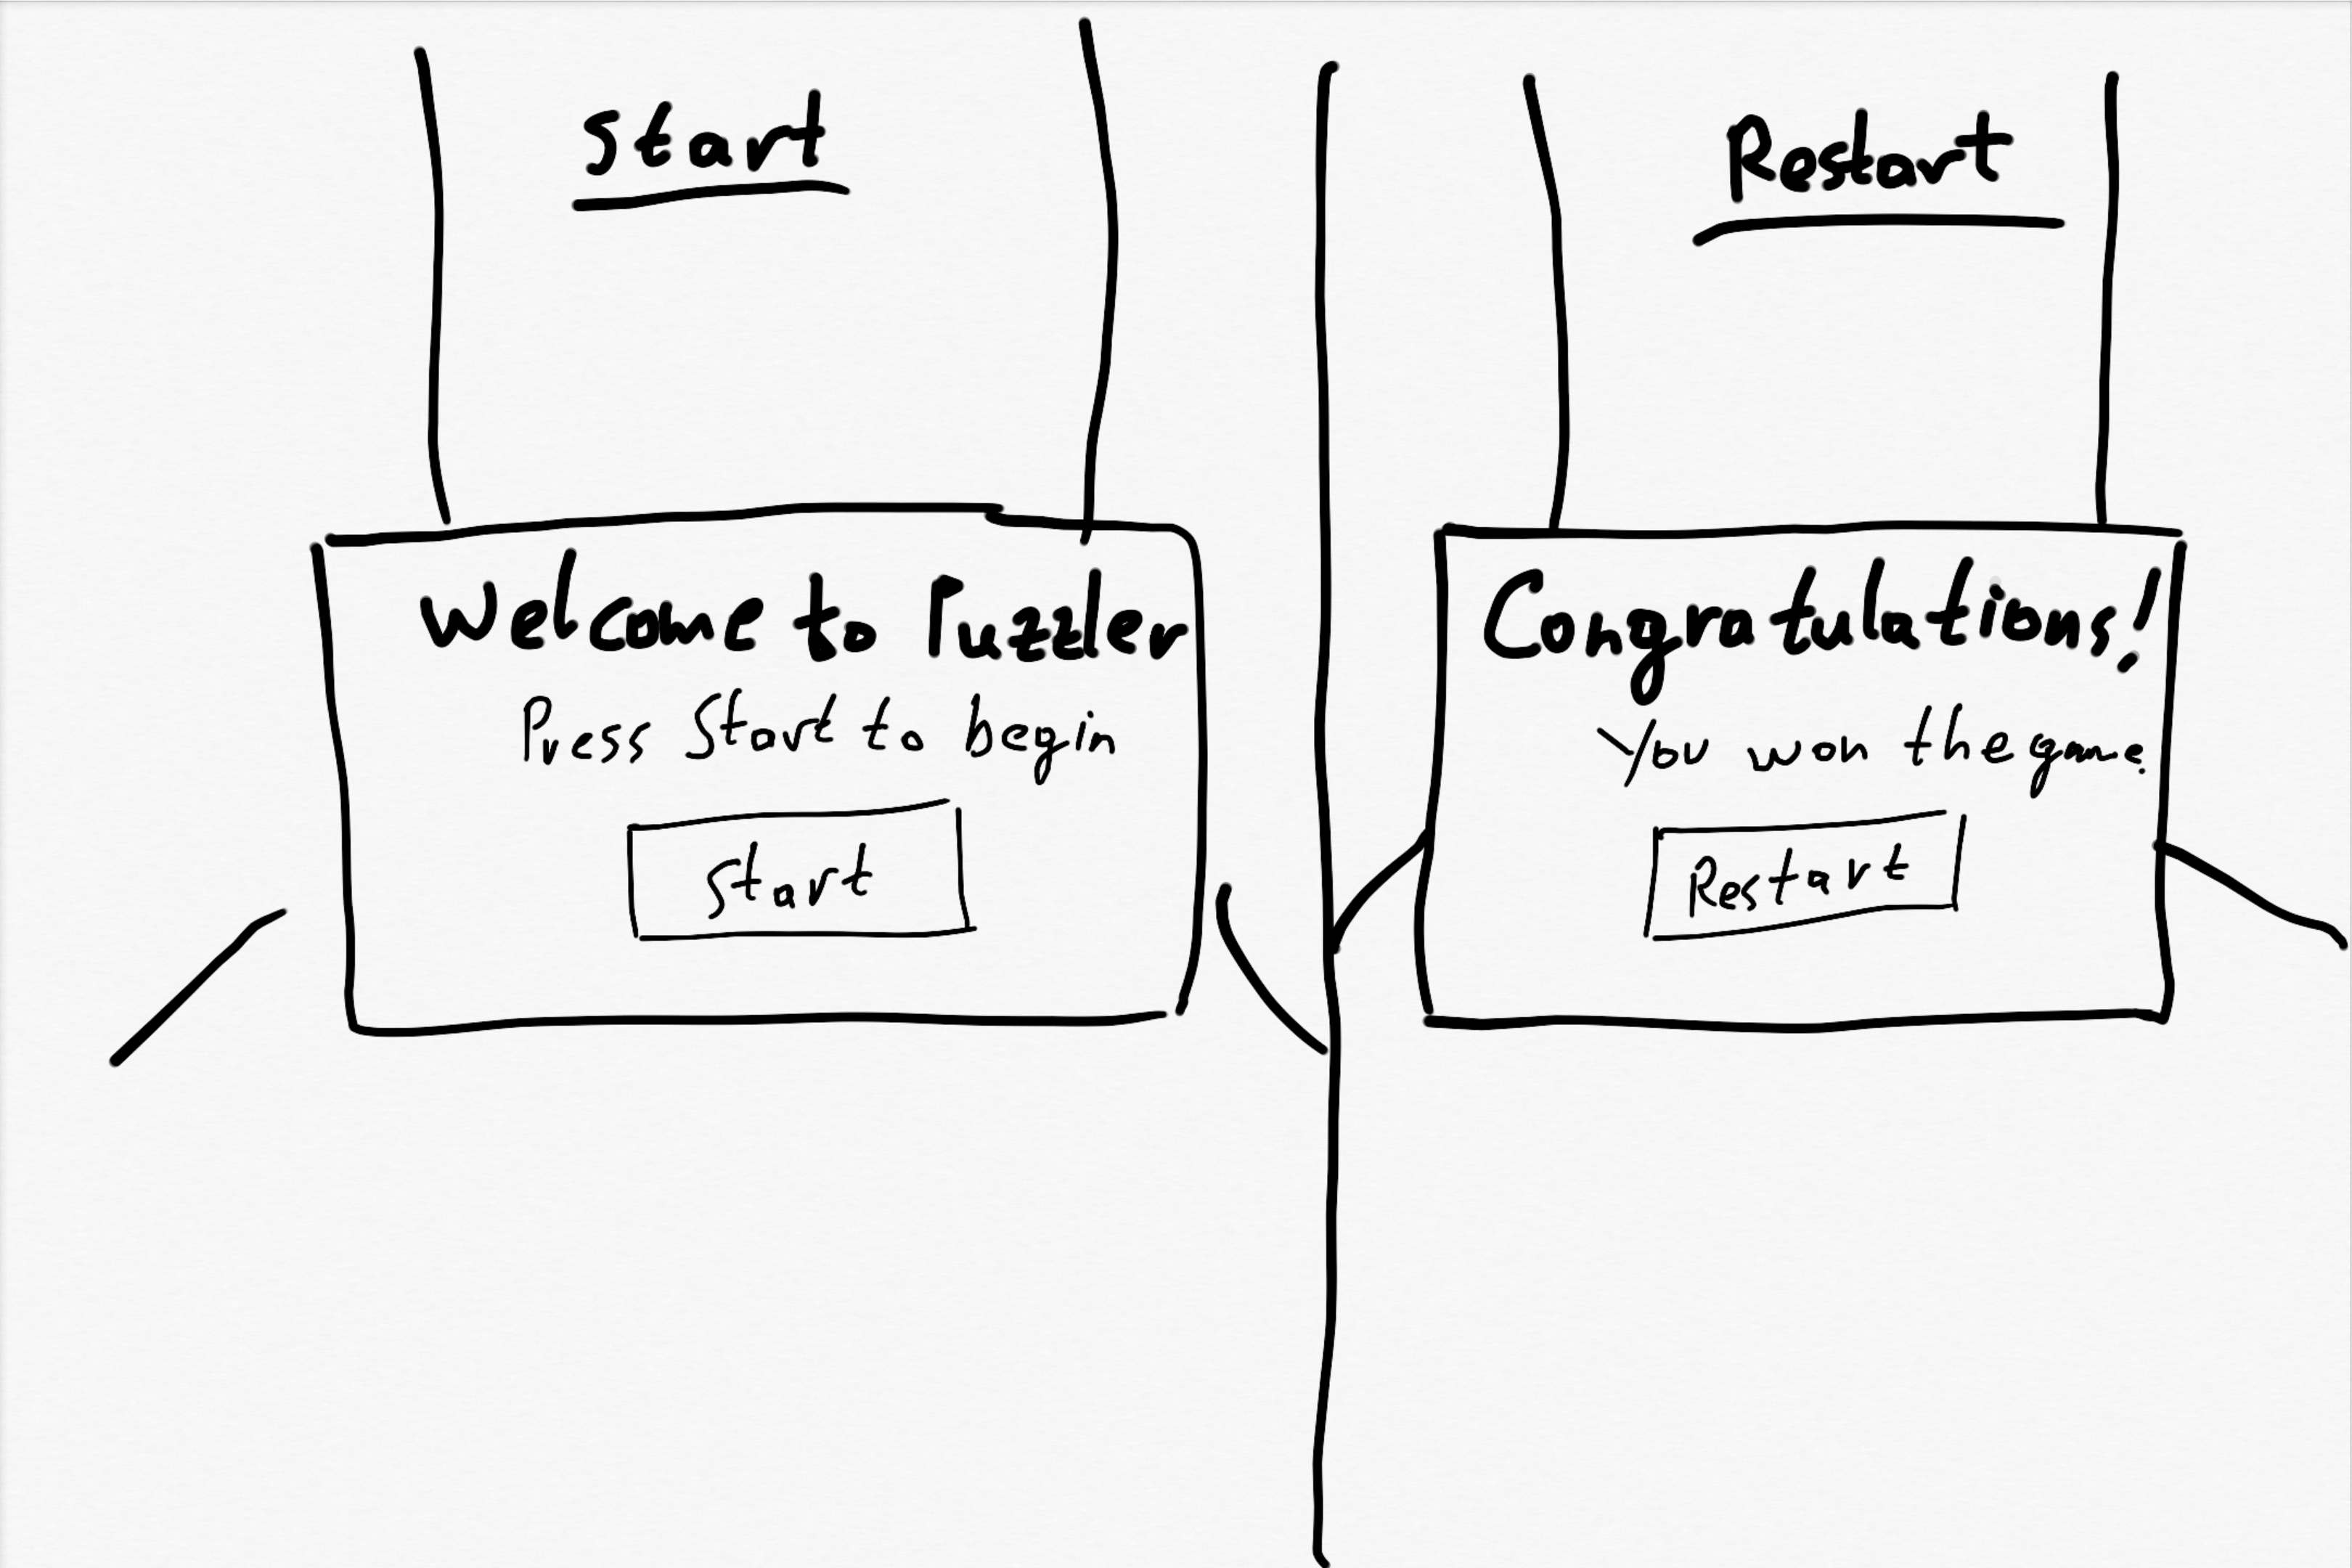 Start
Welcome to Puzzler
Press Start to begin
Start
Restart
Congratulations!
You won the game.
Restart